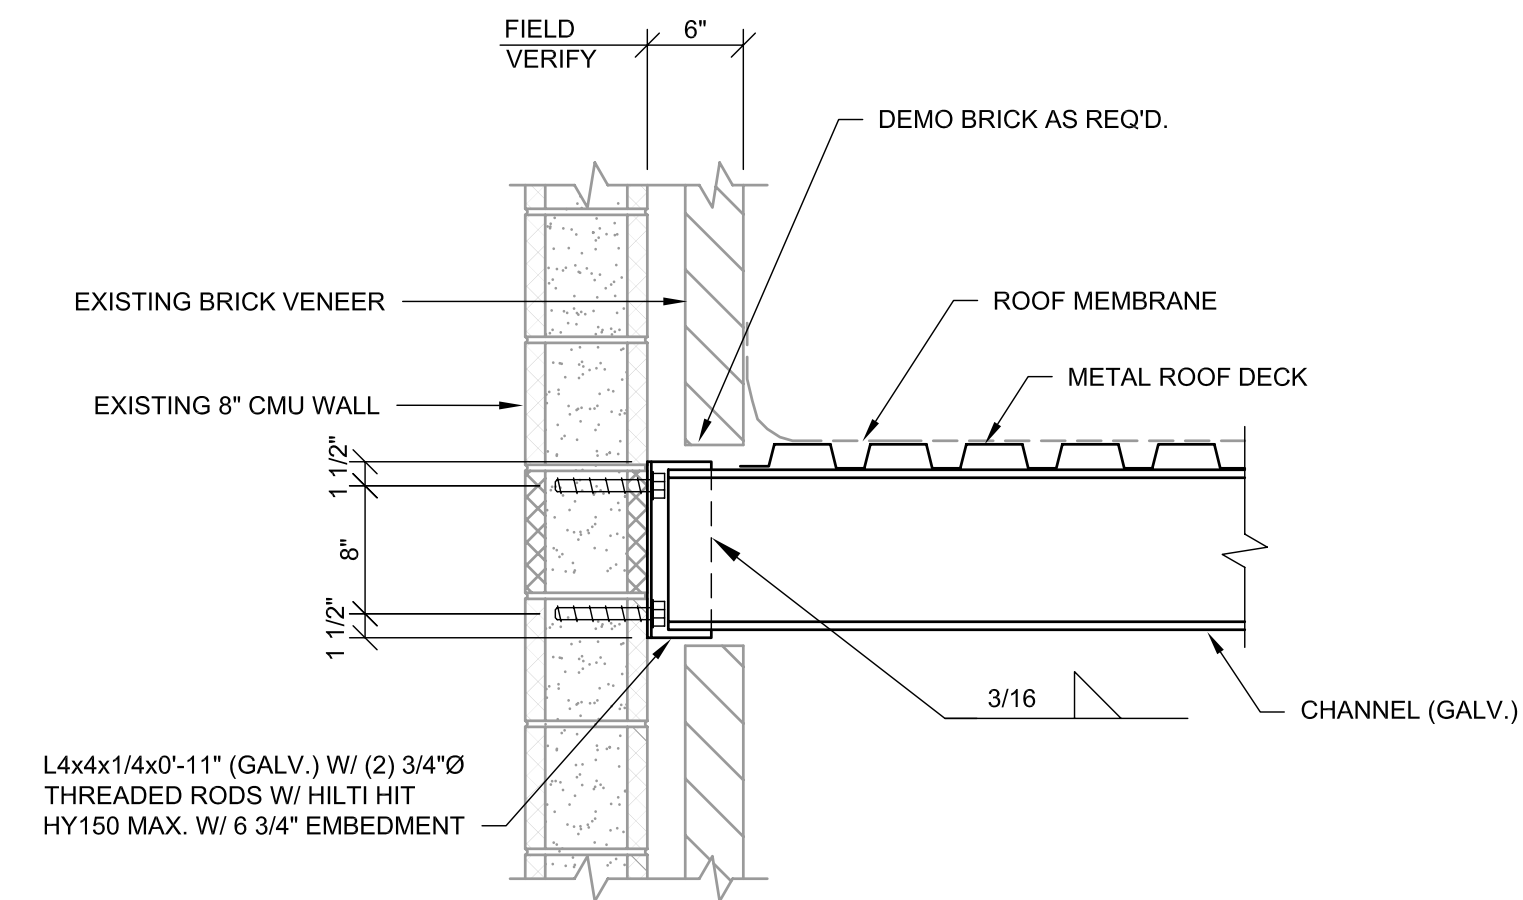 FIELD
VERIFY
6"
DEMO BRICK AS REQ'D.
EXISTING BRICK VENEER
ROOF MEMBRANE
METAL ROOF DECK
EXISTING 8" CMU WALL
1 1/2"
8"
1 1/2"
3/16
CHANNEL (GALV.)
L4x4x1/4x0'-11" (GALV.) W/ (2) 3/4"Ø
THREADED RODS W/ HILTI HIT
HY150 MAX. W/ 6 3/4" EMBEDMENT